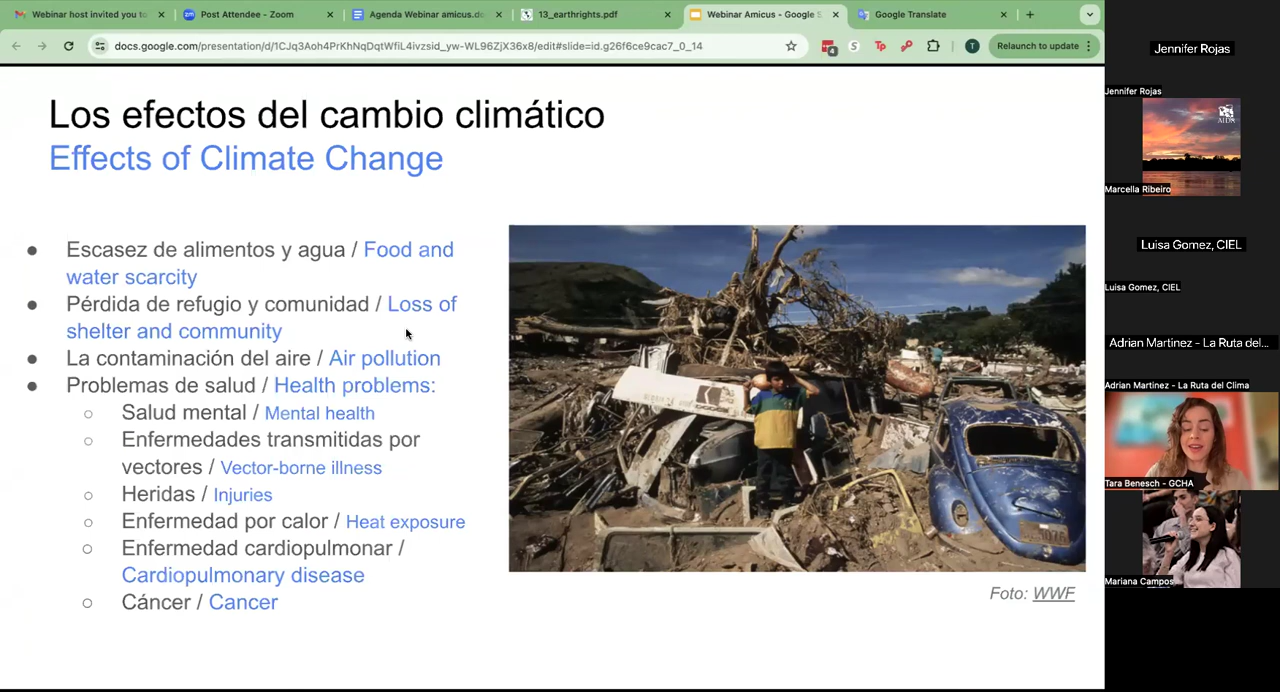 Webinar host invited you to
Post Attendee - Zoom
Agenda Webinar amicus.do
13_earthrights.pdf
Webinar Amicus - Google S
Google Translate
docs.google.com/presentation/d/1CJq3Aoh4PrKhNqDqtWfiL4ivzsid_yw-WL96ZjX36x8/edit#slide=id.g26f6ce9cac7_0_14
4
S
Tp
T
Relaunch to update
Los efectos del cambio climático
Effects of Climate Change
● Escasez de alimentos y agua / Food and
water scarcity
● Pérdida de refugio y comunidad / Loss of
shelter and community
● La contaminación del aire / Air pollution
● Problemas de salud / Health problems:
○ Salud mental / Mental health
○ Enfermedades transmitidas por
vectores / Vector-borne illness
○ Heridas / Injuries
○ Enfermedad por calor / Heat exposure
○ Enfermedad cardiopulmonar /
Cardiopulmonary disease
○ Cáncer / Cancer
Foto: WWF
Jennifer Rojas
Jennifer Rojas
AIDA
Marcella Ribeiro
Luisa Gomez, CIEL
Luisa Gomez, CIEL
Adrian Martinez - La Ruta del...
Adrian Martinez - La Ruta del Clima
Tara Benesch - GCHA
Mariana Campos